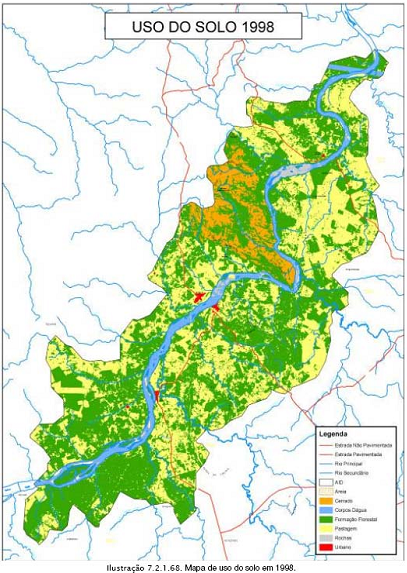 USO DO SOLO 1998
Legenda
Estrada Não Pavimentada
Estrada Pavimentada
Rio Principal
Rio Secundário
AID
Areia
Cerrado
Corpos Dágua
Formação Florestal
Pastagem
Rochas
Urbano
Ilustração 7.2.1.68. Mapa de uso do solo em 1998.